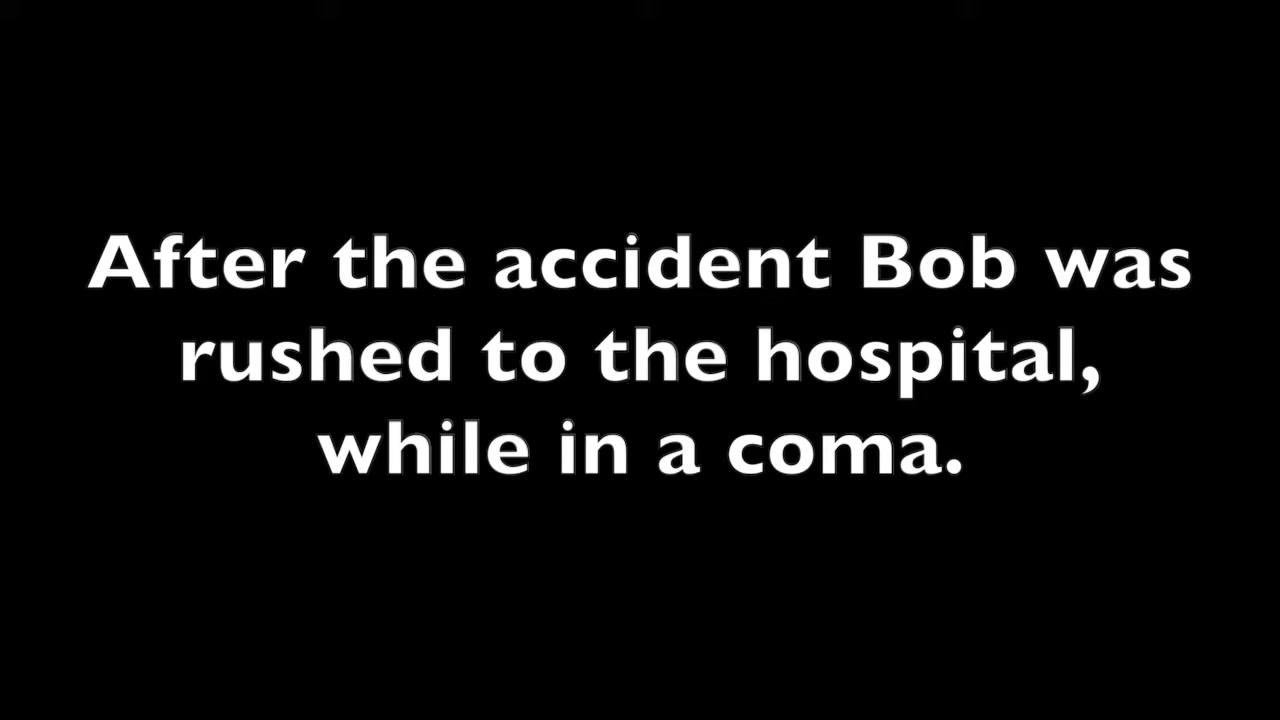 After the accident Bob was
rushed to the hospital,
while in a coma.